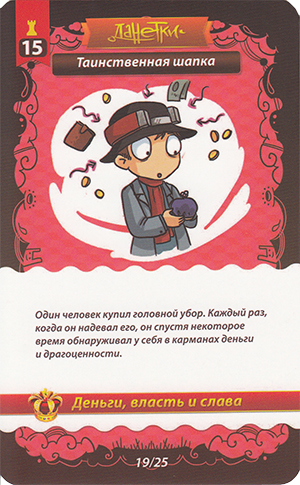 15
Данетки
Таинственная шапка
Один человек купил головной убор. Каждый раз,
когда он надевал его, он спустя некоторое
время обнаруживал у себя в карманах деньги
и драгоценности.
Деньги, власть и слава
19/25